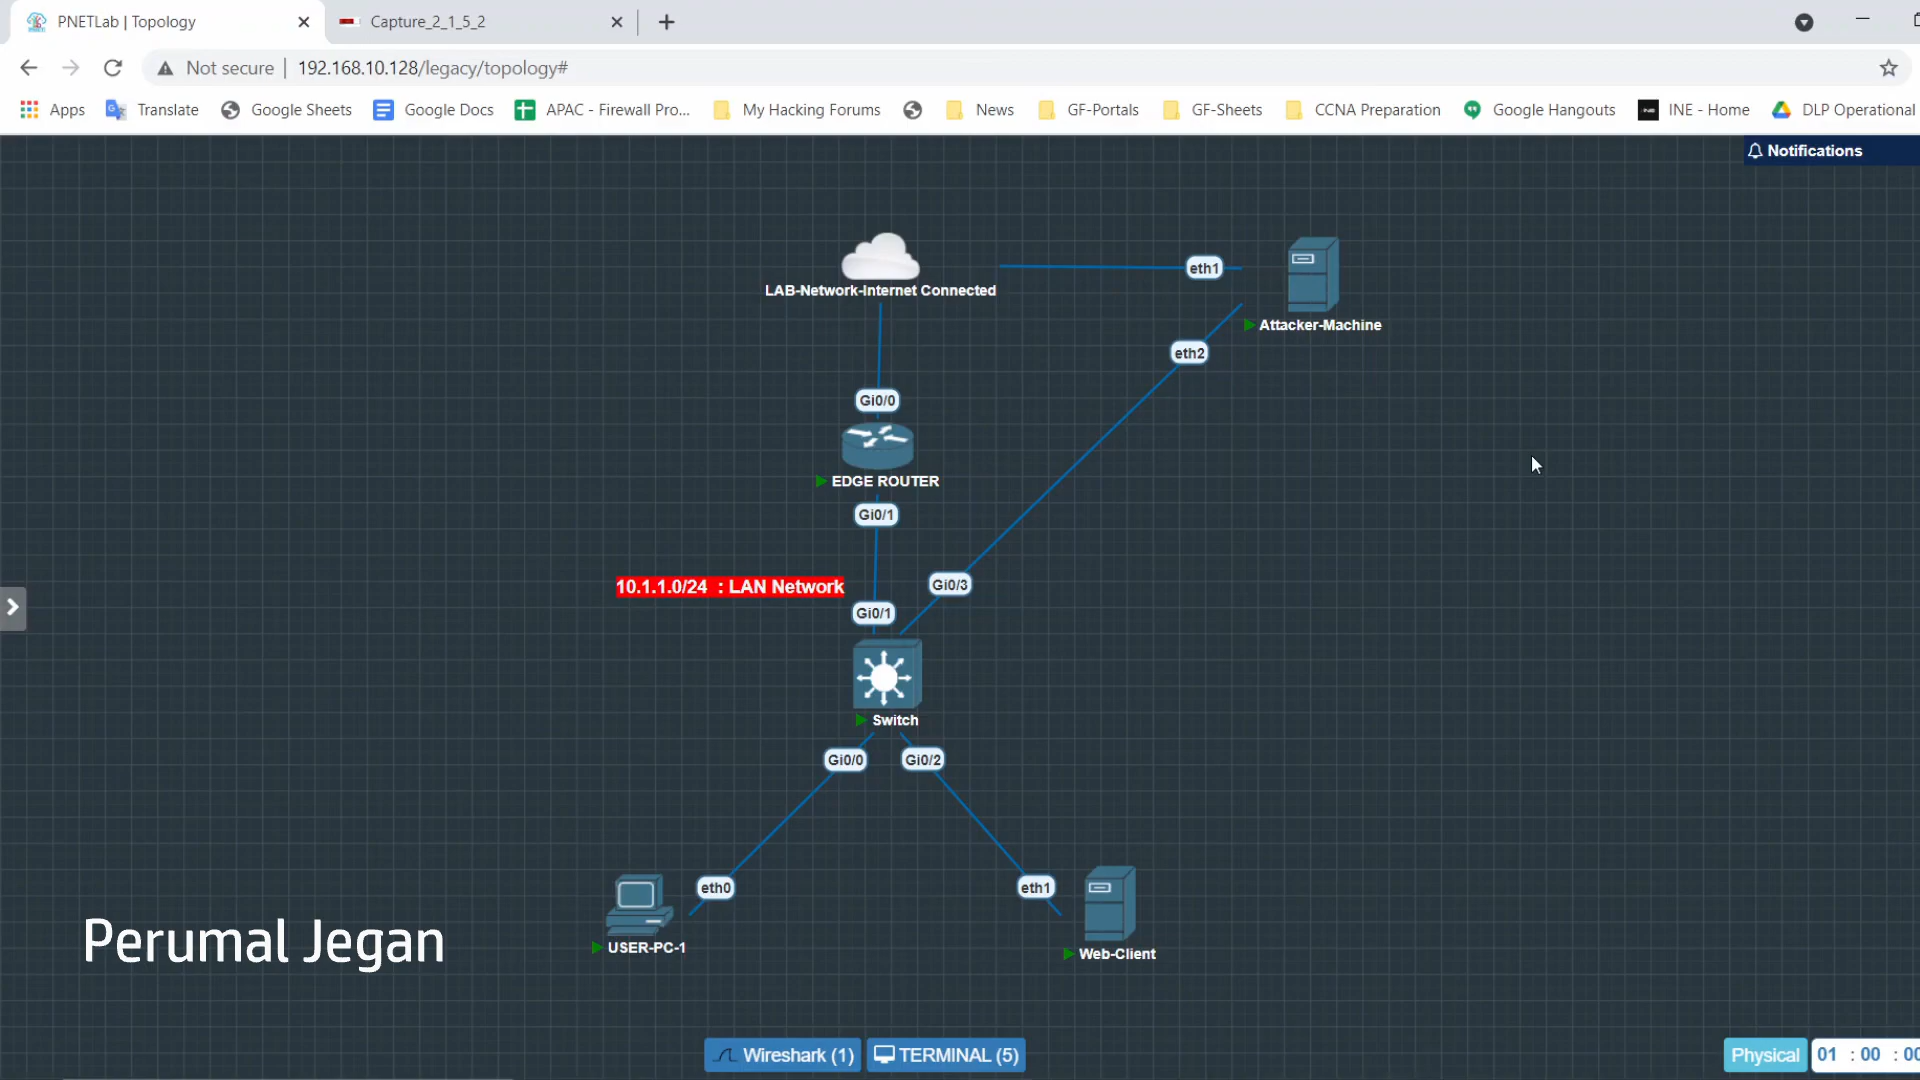 PNETLab | Topology
Capture_2_1_5_2
Not secure | 192.168.10.128/legacy/topology#
Apps Translate Google Sheets Google Docs APAC - Firewall Pro... My Hacking Forums News GF-Portals GF-Sheets CCNA Preparation Google Hangouts INE - Home DLP Operational
Notifications
LAB-Network-Internet Connected
eth1
Attacker-Machine
eth2
Gi0/0
EDGE ROUTER
Gi0/1
10.1.1.0/24 : LAN Network
Gi0/3
Gi0/1
Switch
Gi0/0
Gi0/2
eth0
eth1
USER-PC-1
Web-Client
Perumal Jegan
Wireshark (1)
TERMINAL (5)
Physical
01 : 00 : 00